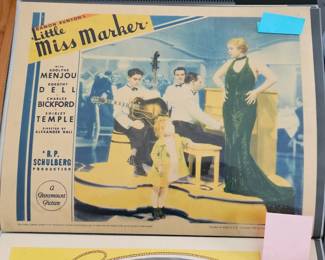 DAMON RUNYON'S
Little
MISS MARKER
WITH
ADOLPHE
MENJOU
DOROTHY
DELL
CHARLES
BICKFORD
SHIRLEY
TEMPLE
DIRECTED BY
ALEXANDER HALL
A B.P.
SCHULBERG
PRODUCTION
A
Paramount
Picture